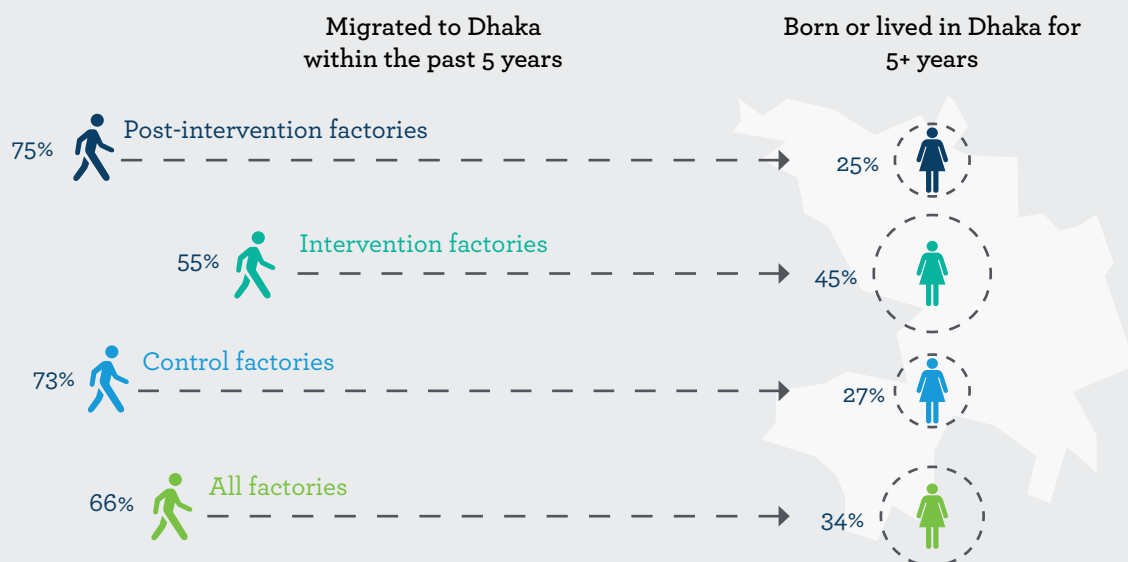 Migrated to Dhaka
within the past 5 years
Born or lived in Dhaka for
5+ years
75%
Post-intervention factories
25%
55%
Intervention factories
45%
73%
Control factories
27%
66%
All factories
34%